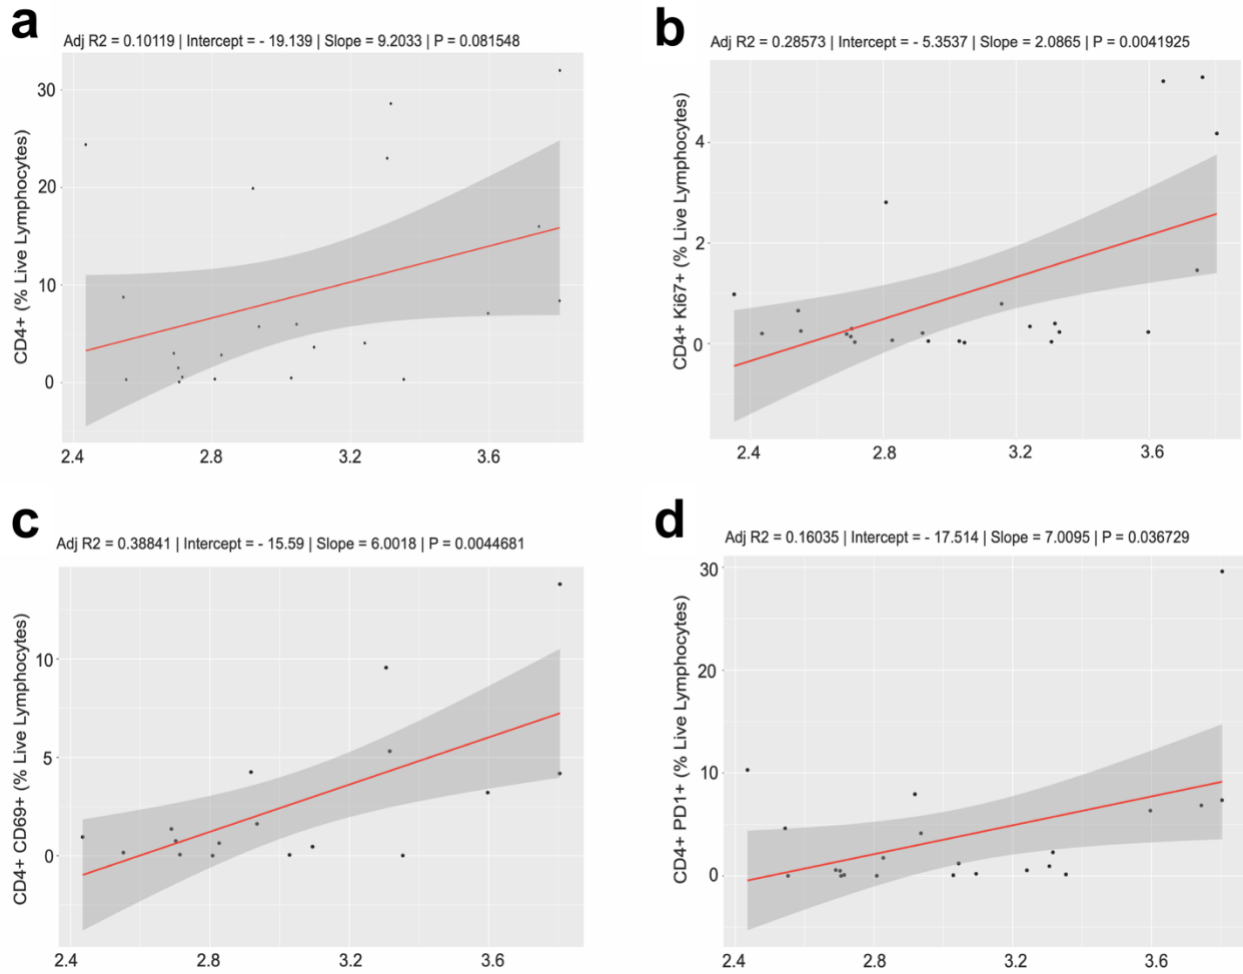 a
Adj R2 = 0.10119 | Intercept = - 19.139 | Slope = 9.2033 | P = 0.081548
CD4+ (% Live Lymphocytes)
30
20
10
0
2.4 2.8 3.2 3.6
b
Adj R2 = 0.28573 | Intercept = - 5.3537 | Slope = 2.0865 | P = 0.0041925
CD4+ Ki67+ (% Live Lymphocytes)
4
2
0
2.4 2.8 3.2 3.6
c
Adj R2 = 0.38841 | Intercept = - 15.59 | Slope = 6.0018 | P = 0.0044681
CD4+ CD69+ (% Live Lymphocytes)
10
5
0
2.4 2.8 3.2 3.6
d
Adj R2 = 0.16035 | Intercept = - 17.514 | Slope = 7.0095 | P = 0.036729
CD4+ PD1+ (% Live Lymphocytes)
30
20
10
0
2.4 2.8 3.2 3.6